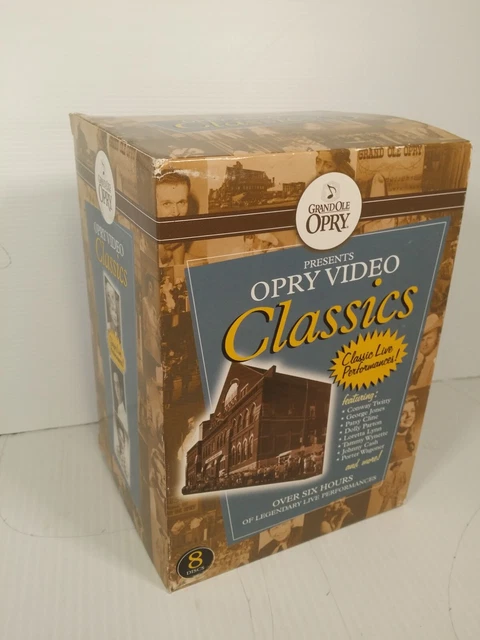 GRAND OLE OPRY
GRAND OLE
OPRY.
PRESENTS
OPRY VIDEO
Classics
Classic Live
Performances!
featuring:
• Conway Twitty
• George Jones
• Patsy Cline
• Dolly Parton
• Loretta Lynn
• Tammy Wynette
• Johnny Cash
• Porter Wagoner
and more!
OVER SIX HOURS
OF LEGENDARY LIVE PERFORMANCES
8
DISCS
GRAND OLE
OPRY
OPRY VIDEO
Classics